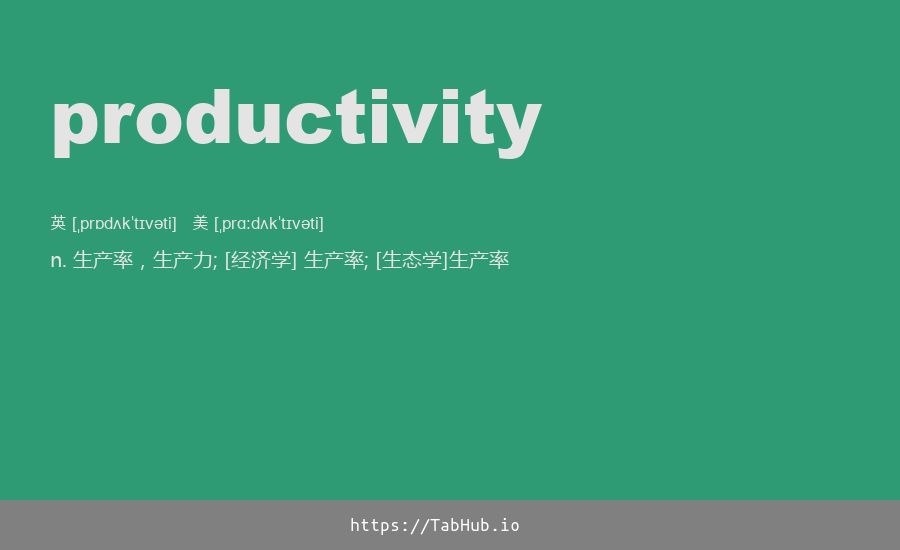 productivity
英 [ˌprɒdʌkˈtɪvəti] 美 [ˌprɑːdʌkˈtɪvəti]
n. 生产率，生产力; [经济学] 生产率; [生态学]生产率
https://TabHub.io